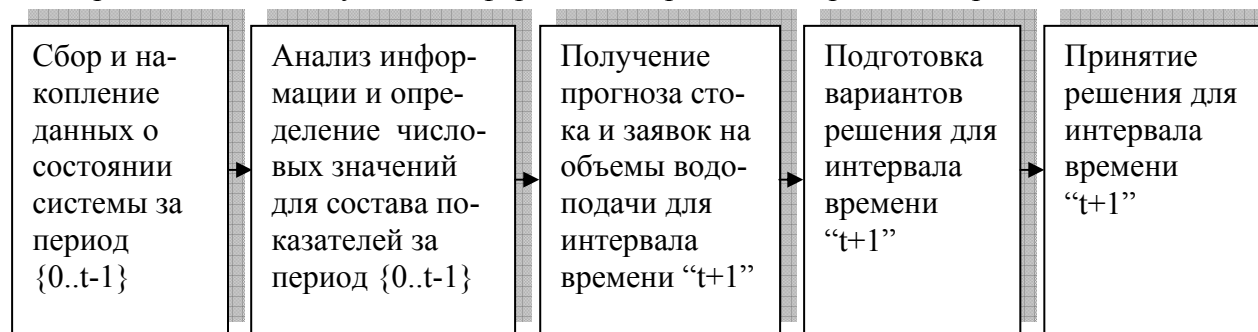 Сбор и на-
копление
данных о
состоянии
системы за
период
{0..t-1}
Анализ инфор-
мации и опре-
деление число-
вых значений
для состава по-
казателей за
период {0..t-1}
Получение
прогноза сто-
ка и заявок на
объемы водо-
подачи для
интервала
времени “t+1”
Подготовка
вариантов
решения для
интервала
времени
“t+1”
Принятие
решения для
интервала
времени
“t+1”